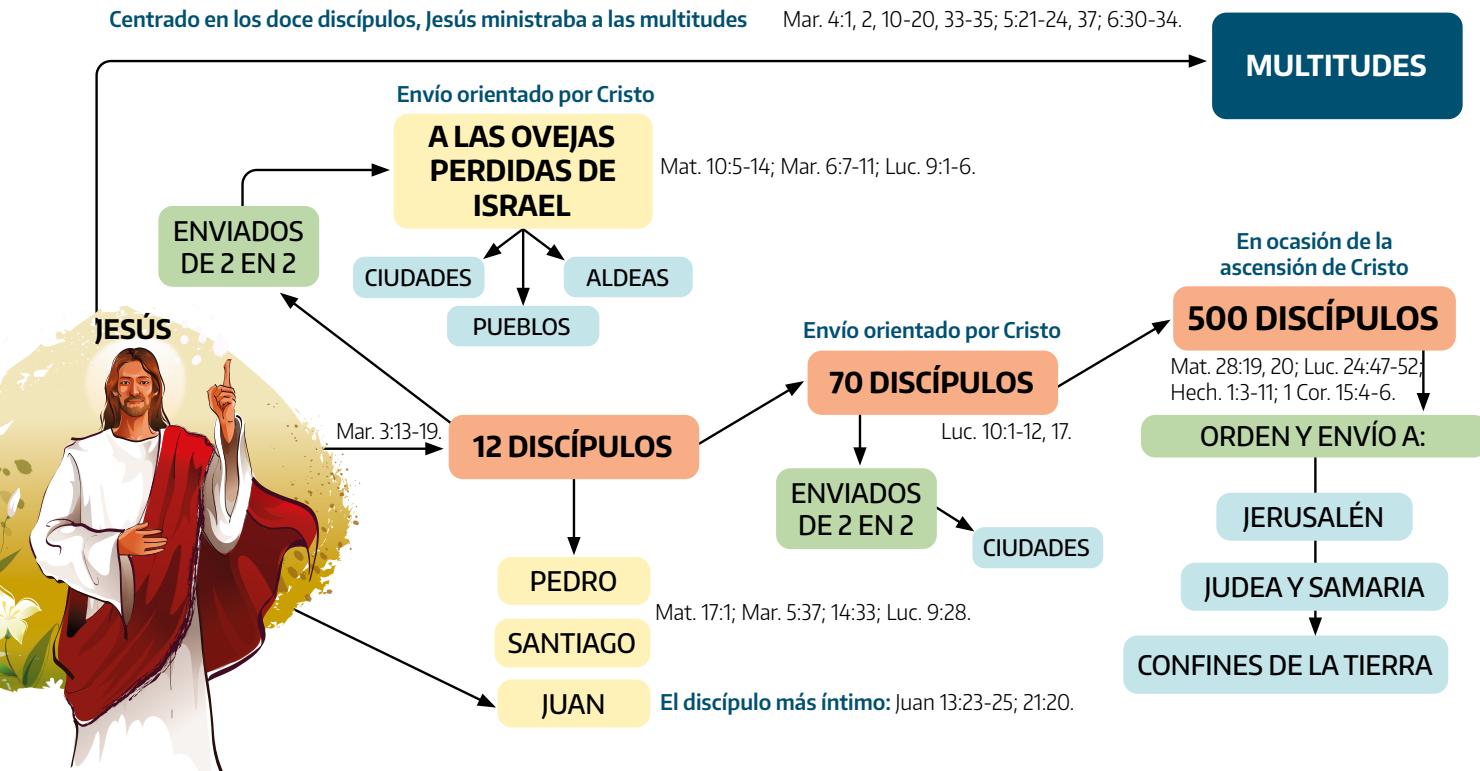 Centrado en los doce discípulos, Jesús ministraba a las multitudes Mar. 4:1, 2, 10-20, 33-35; 5:21-24, 37; 6:30-34.
MULTITUDES
Envío orientado por Cristo
A LAS OVEJAS
PERDIDAS DE
ISRAEL
Mat. 10:5-14; Mar. 6:7-11; Luc. 9:1-6.
ENVIADOS
DE 2 EN 2
CIUDADES
ALDEAS
PUEBLOS
JESÚS
Mar. 3:13-19.
12 DISCÍPULOS
PEDRO
SANTIAGO
Mat. 17:1; Mar. 5:37; 14:33; Luc. 9:28.
JUAN
El discípulo más íntimo: Juan 13:23-25; 21:20.
Envío orientado por Cristo
70 DISCÍPULOS
Luc. 10:1-12, 17.
ENVIADOS
DE 2 EN 2
CIUDADES
En ocasión de la
ascensión de Cristo
500 DISCÍPULOS
Mat. 28:19, 20; Luc. 24:47-52;
Hech. 1:3-11; 1 Cor. 15:4-6.
ORDEN Y ENVÍO A:
JERUSALÉN
JUDEA Y SAMARIA
CONFINES DE LA TIERRA